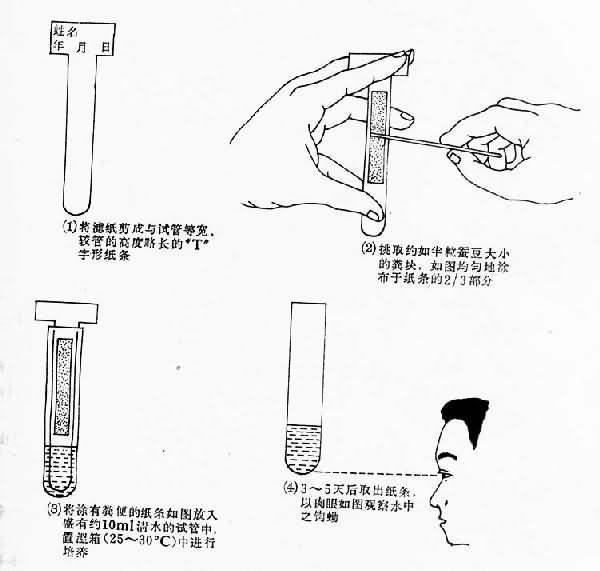 姓名
年 月 日
(1)将滤纸剪成与试管等宽，
较管的高度略长的“T”
字形纸条
(2)挑取约如半粒蚕豆大小
的粪块，如图均匀地涂
布于纸条的2/3部分
(3)将涂有粪便的纸条如图放入
盛有约10ml清水的试管中，
置温箱(25～30℃)中进行
培养
(4)3～5天后取出纸条，
以肉眼如图观察水中
之钩蚴